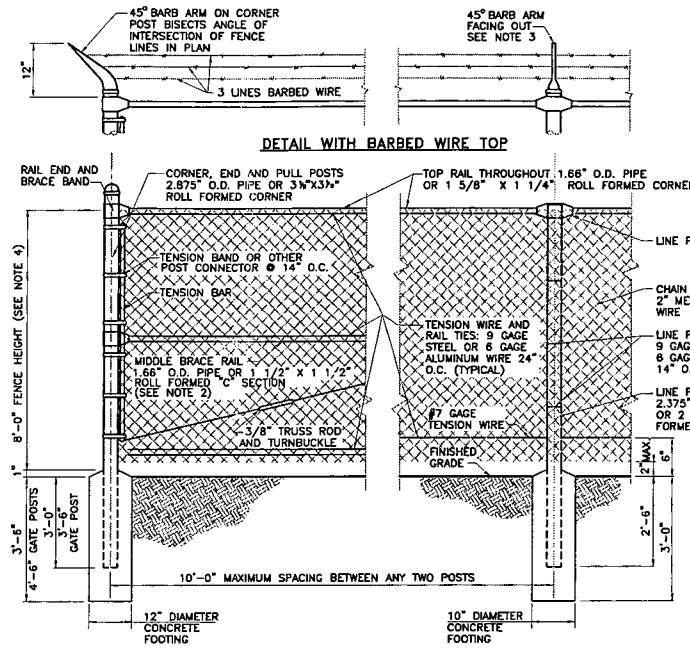 45° BARB ARM ON CORNER
POST BISECTS ANGLE OF
INTERSECTION OF FENCE
LINES IN PLAN
45° BARB ARM
FACING OUT
SEE NOTE 3
12"
3 LINES BARBED WIRE
DETAIL WITH BARBED WIRE TOP
RAIL END AND
BRACE BAND
CORNER, END AND PULL POSTS
2.875" O.D. PIPE OR 3½"X3½"
ROLL FORMED CORNER
TOP RAIL THROUGHOUT 1.66" O.D. PIPE
OR 1 5/8" X 1 1/4" ROLL FORMED CORNER
LINE P
TENSION BAND OR OTHER
POST CONNECTOR @ 14" O.C.
TENSION BAR
CHAIN
2" ME
WIRE
TENSION WIRE AND
RAIL TIES: 9 GAGE
STEEL OR 6 GAGE
ALUMINUM WIRE 24"
O.C. (TYPICAL)
LINE P
9 GAG
6 GAG
14" O.
MIDDLE BRACE RAIL
1.66" O.D. PIPE OR 1 1/2" X 1 1/2"
ROLL FORMED "C" SECTION
(SEE NOTE 2)
LINE P
2.375"
OR 2
FORME
#7 GAGE
TENSION WIRE
3/8" TRUSS ROD
AND TURNBUCKLE
FINISHED
GRADE
8'-0" FENCE HEIGHT (SEE NOTE 4)
1"
2" MAX.
6"
3'-6"
4'-6" GATE POSTS
3'-0"
3'-6" GATE POST
2'-6"
3'-0"
10'-0" MAXIMUM SPACING BETWEEN ANY TWO POSTS
12" DIAMETER
CONCRETE
FOOTING
10" DIAMETER
CONCRETE
FOOTING